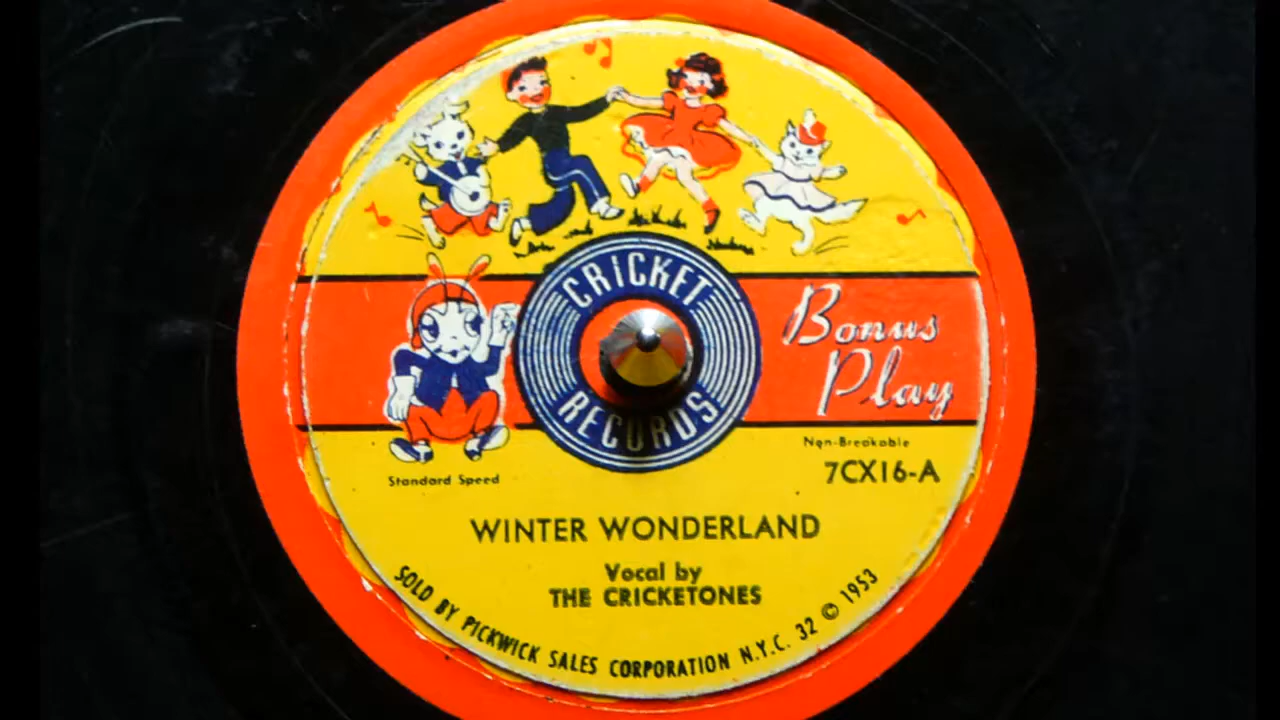 CRICKET
RECORDS
Bonus
Play
Non-Breakable
7CX16-A
Standard Speed
WINTER WONDERLAND
Vocal by
THE CRICKETONES
SOLD BY PICKWICK SALES CORPORATION N.Y.C. 32 © 1953